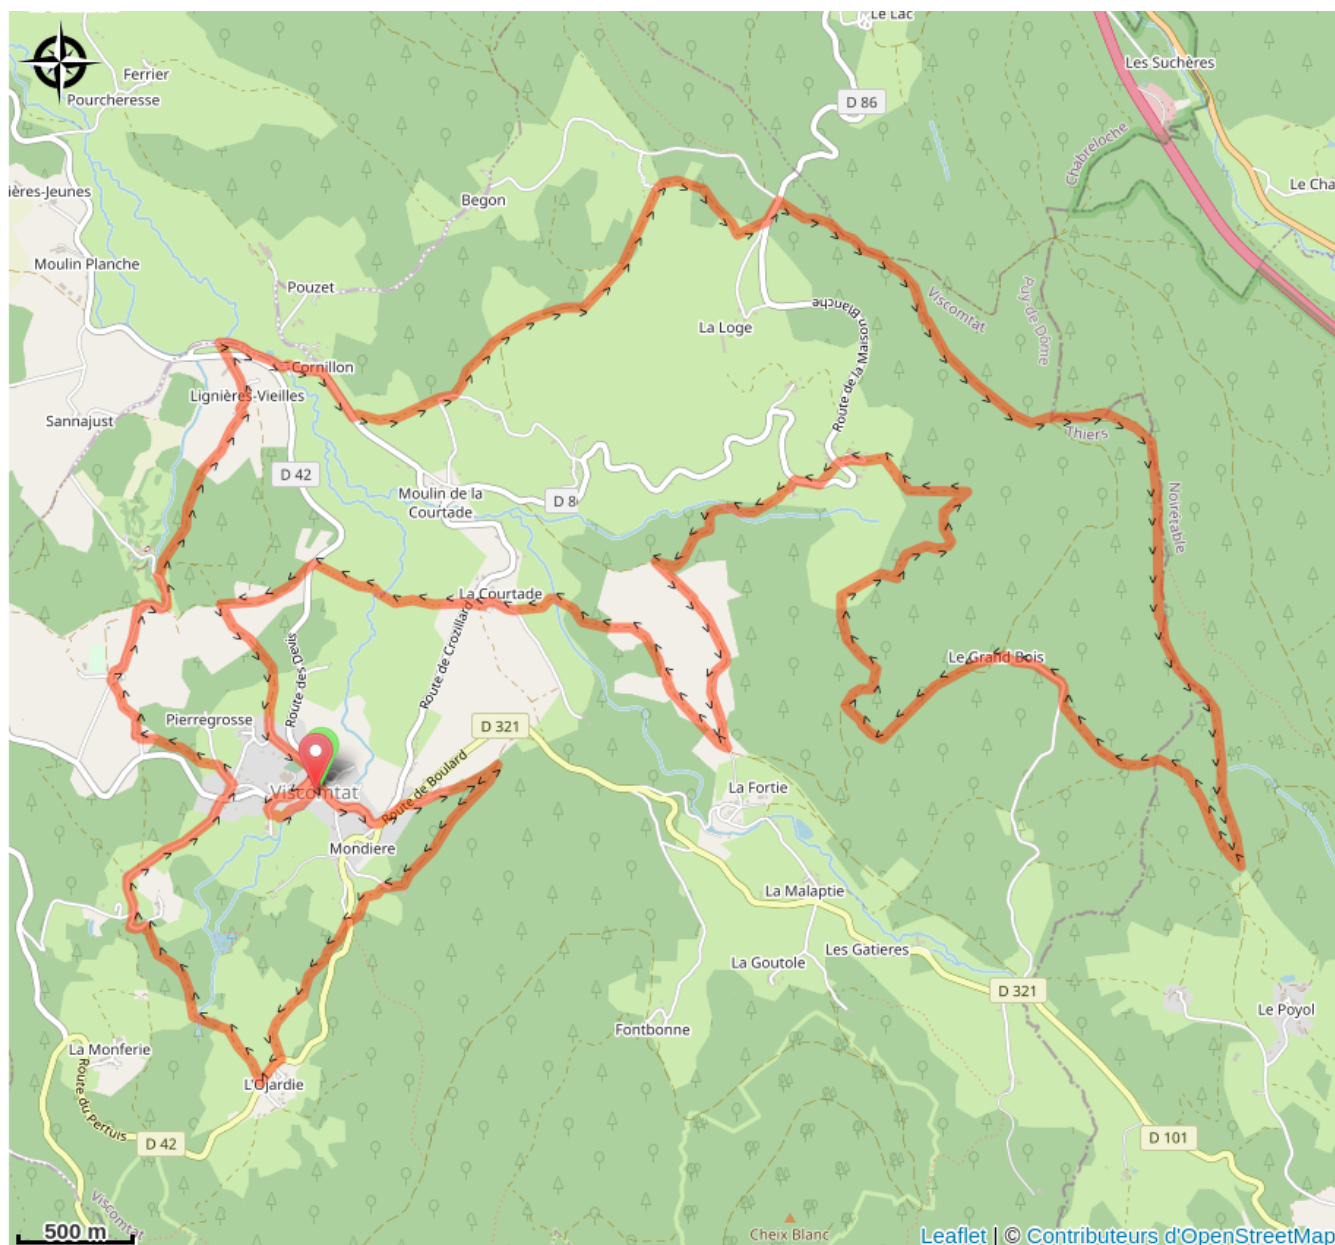 Le Lac
Les Suchères
Ferrier
Pourcheresse
D 86
Chabreloche
ières-Jeunes
Le Cha
Begon
Moulin Planche
Pouzet
Viscomtat
Puy-de-Dôme
La Loge
Route de la Maison Blanche
Cornillon
Lignières-Vieilles
Sannajust
Thiers
D 42
Moulin de la
Courtade
D 8
Noirétable
La Courtade
Route de Crozillard
Route des Devis
Le Grand Bois
Pierregrosse
D 321
Route de Boulard
Viscomtat
La Fortie
Mondiere
La Malaptie
Les Gatieres
La Goutole
D 321
Le Poyol
Fontbonne
La Monferie
Route du Pertuis
L'Ojardie
D 42
D 101
Viscomtat
500 m
Cheix Blanc
Leaflet | © Contributeurs d'OpenStreetMap